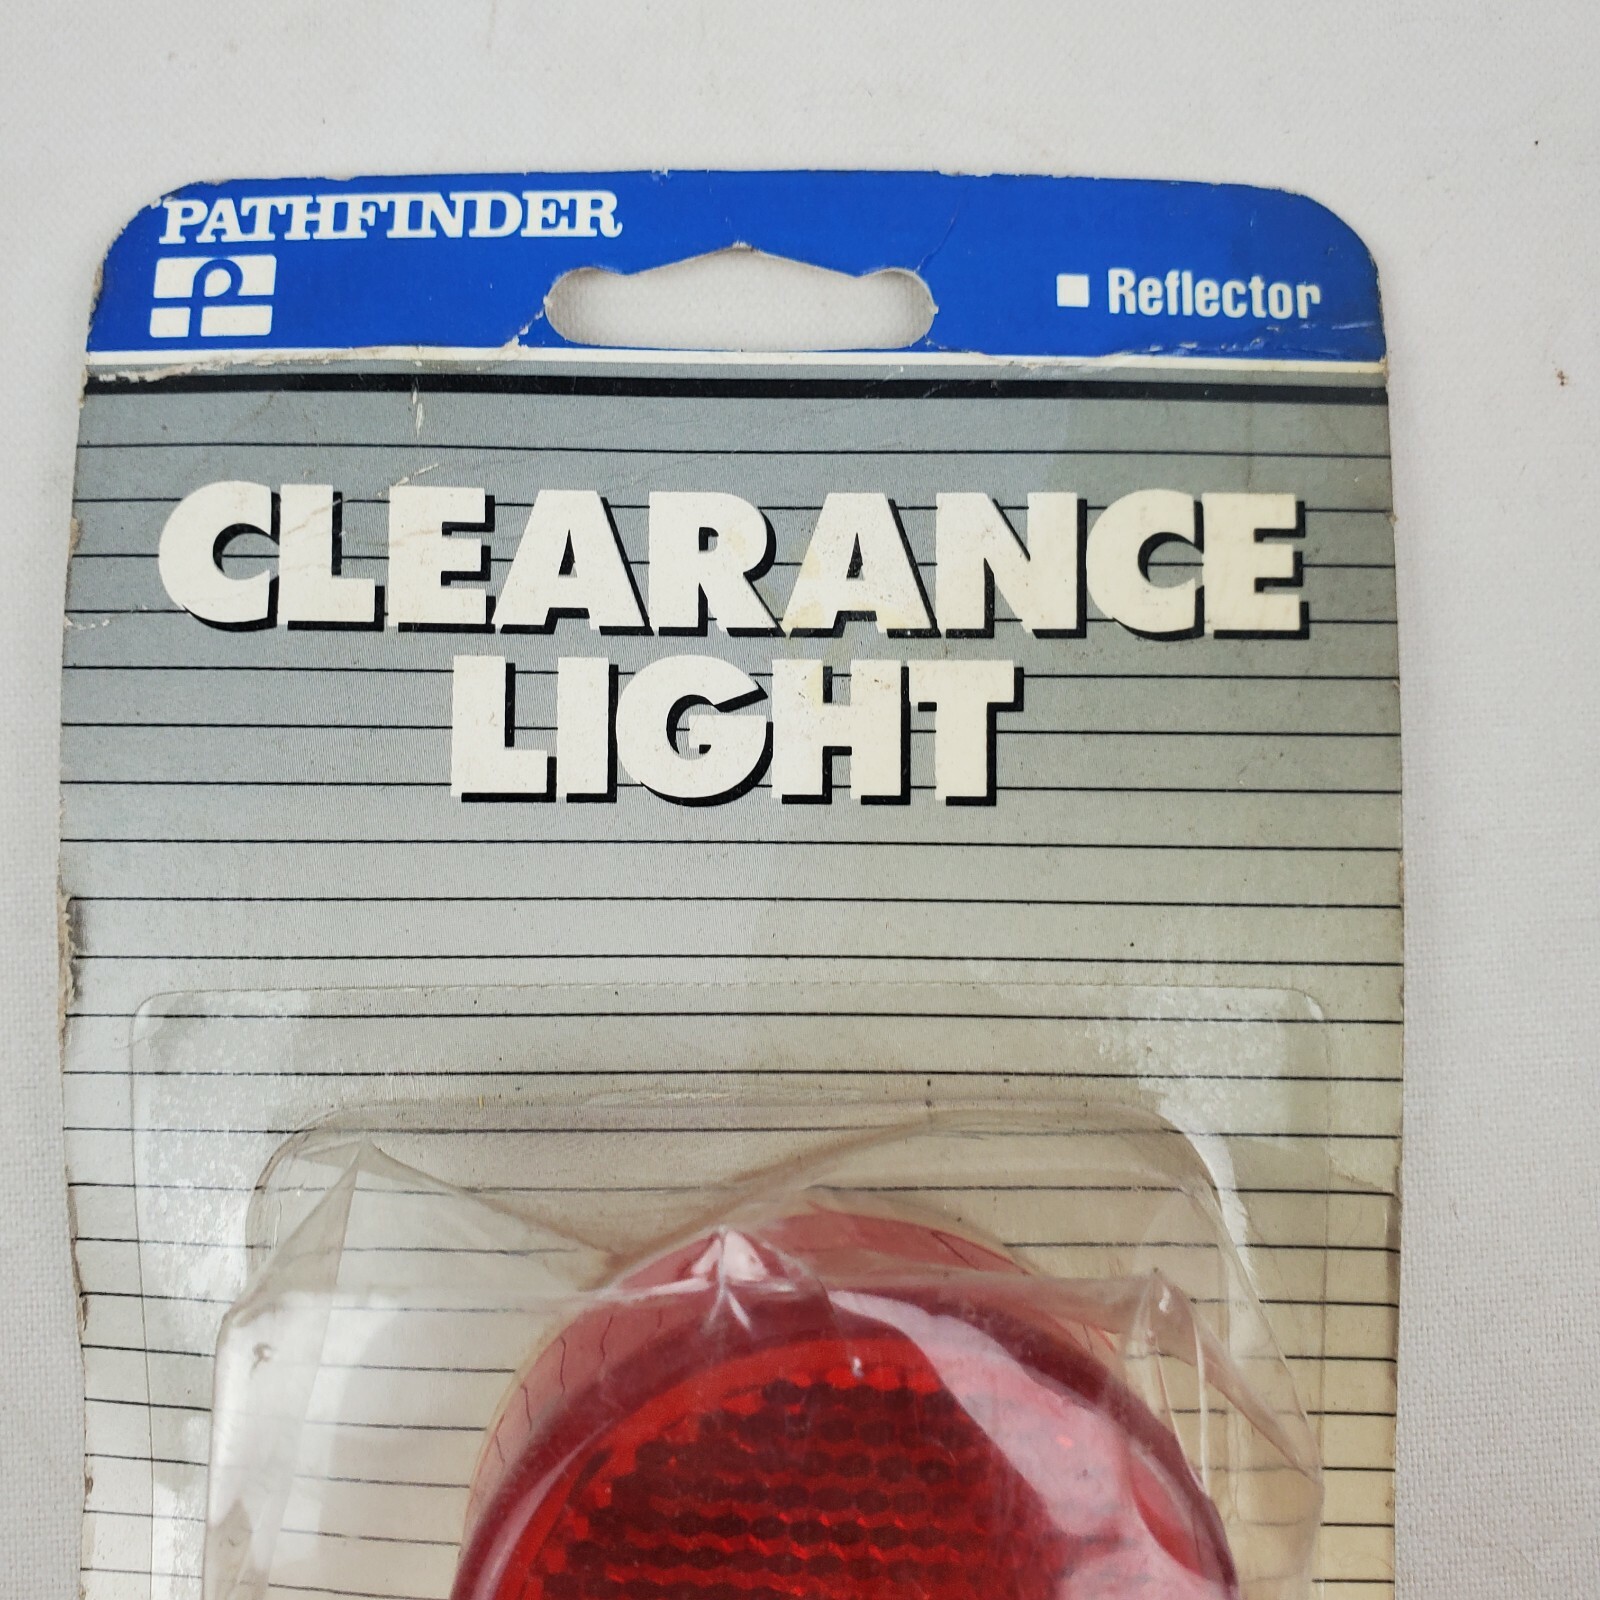 PATHFINDER
Reflector
CLEARANCE
LIGHT